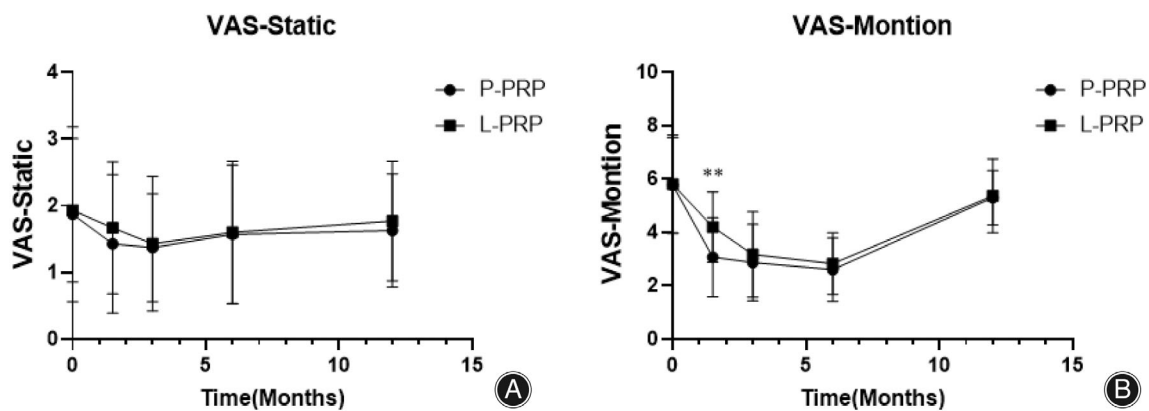 VAS-Static
4
3
2
1
0
VAS-Static
0
5
10
15
Time(Months)
P-PRP
L-PRP
A
VAS-Montion
10
8
6
4
2
0
VAS-Montion
**
0
5
10
15
Time(Months)
P-PRP
L-PRP
B